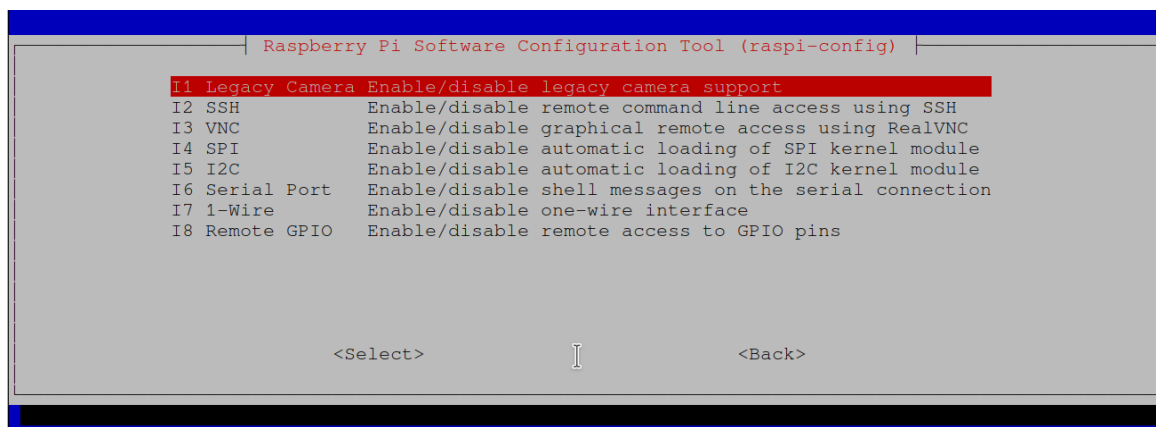 Raspberry Pi Software Configuration Tool (raspi-config)
I1 Legacy Camera Enable/disable legacy camera support
I2 SSH Enable/disable remote command line access using SSH
I3 VNC Enable/disable graphical remote access using RealVNC
I4 SPI Enable/disable automatic loading of SPI kernel module
I5 I2C Enable/disable automatic loading of I2C kernel module
I6 Serial Port Enable/disable shell messages on the serial connection
I7 1-Wire Enable/disable one-wire interface
I8 Remote GPIO Enable/disable remote access to GPIO pins
<Select> <Back>